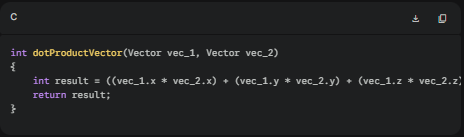 C
int dotProductVector(Vector vec_1, Vector vec_2)
{
    int result = ((vec_1.x * vec_2.x) + (vec_1.y * vec_2.y) + (vec_1.z * vec_2.z)
    return result;
}